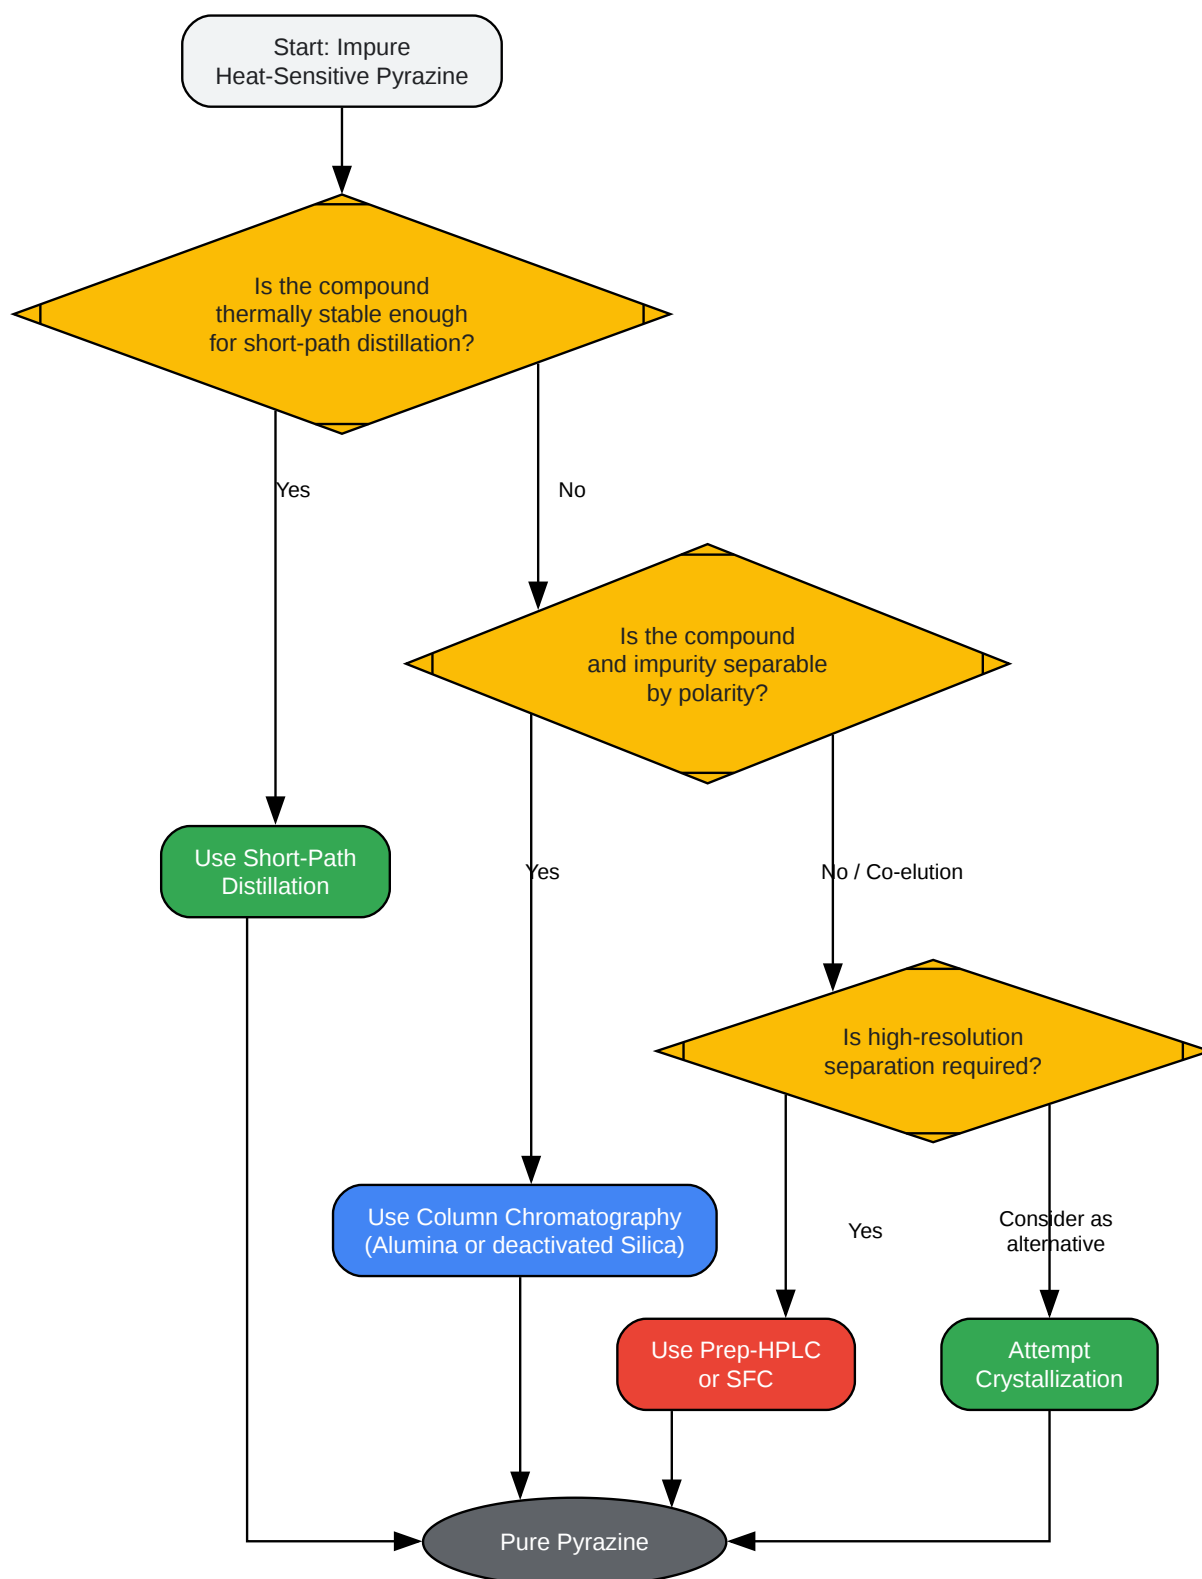 Start: Impure
Heat-Sensitive Pyrazine
Is the compound
thermally stable enough
for short-path distillation?
Yes
No
Is the compound
and impurity separable
by polarity?
Use Short-Path
Distillation
Yes
No / Co-elution
Is high-resolution
separation required?
Use Column Chromatography
(Alumina or deactivated Silica)
Yes
Consider as
alternative
Use Prep-HPLC
or SFC
Attempt
Crystallization
Pure Pyrazine